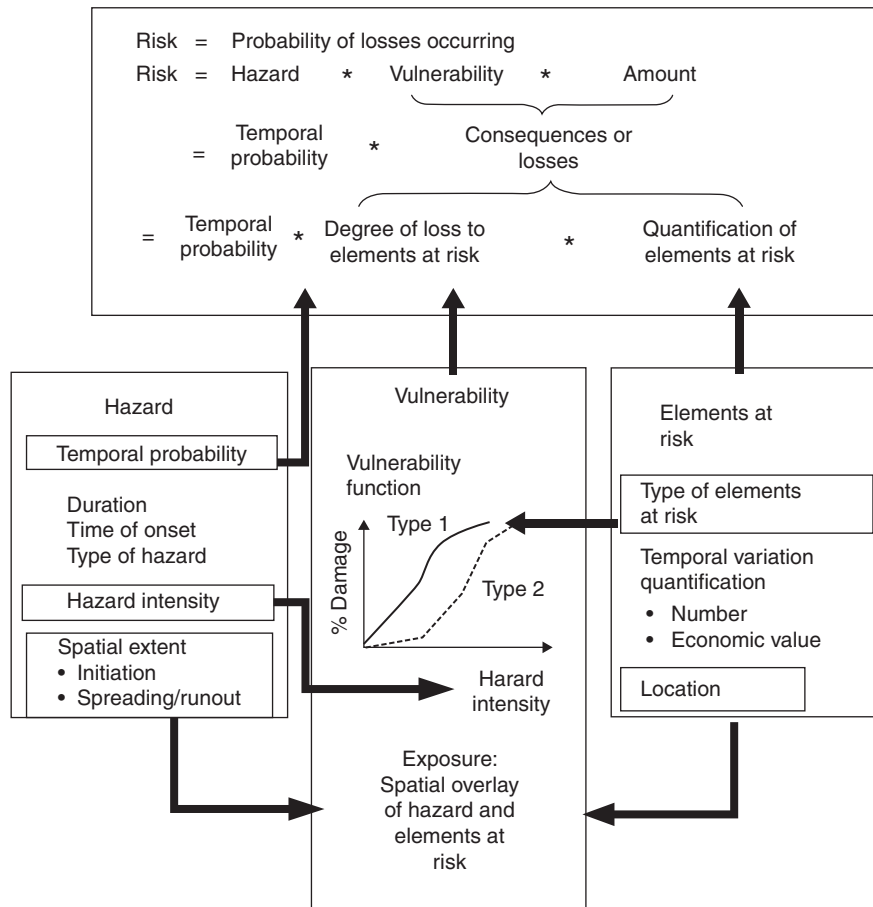 Risk = Probability of losses occurring
Risk = Hazard * Vulnerability * Amount
= Temporal probability * Consequences or losses
= Temporal probability * Degree of loss to elements at risk * Quantification of elements at risk
Hazard
Temporal probability
Duration
Time of onset
Type of hazard
Hazard intensity
Spatial extent
• Initiation
• Spreading/runout
Vulnerability
Vulnerability
function
Type 1
Type 2
% Damage
Harard
intensity
Exposure:
Spatial overlay
of hazard and
elements at
risk
Elements at
risk
Type of elements
at risk
Temporal variation
quantification
• Number
• Economic value
Location